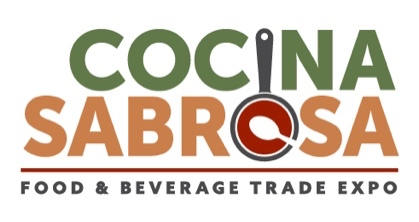 COCINA
SABROSA
FOOD & BEVERAGE TRADE EXPO